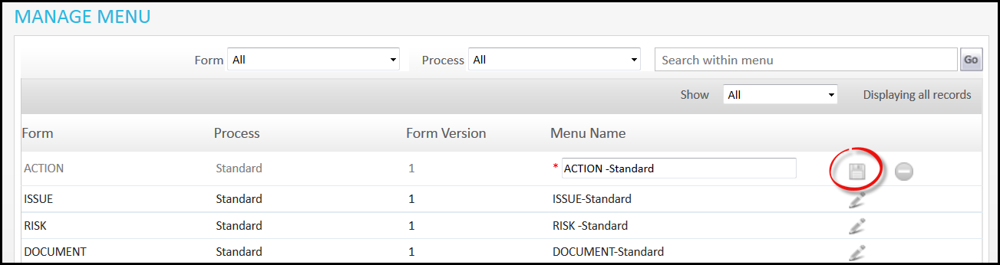 MANAGE MENU
Form All Process All Search within menu Go
Show All Displaying all records
Form Process Form Version Menu Name
ACTION Standard 1 * ACTION -Standard
ISSUE Standard 1 ISSUE-Standard
RISK Standard 1 RISK -Standard
DOCUMENT Standard 1 DOCUMENT-Standard